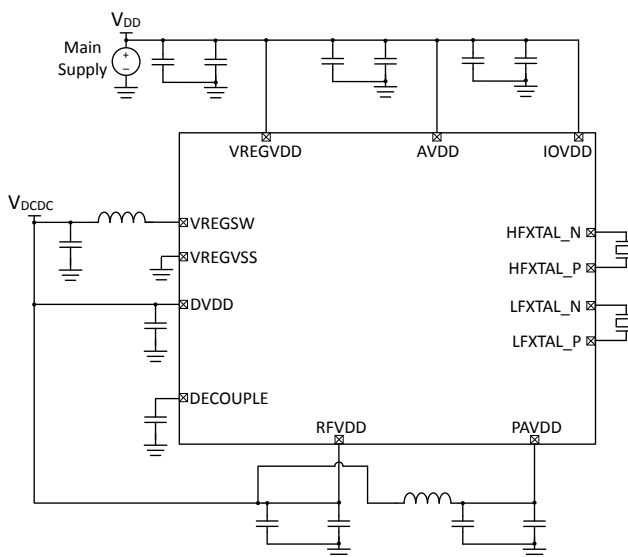 VDD
Main
Supply
+
−
VREGVDD
AVDD
IOVDD
VDCDC
VREGSW
HFXTAL_N
VREGVSS
HFXTAL_P
DVDD
LFXTAL_N
LFXTAL_P
DECOUPLE
RFVDD
PAVDD